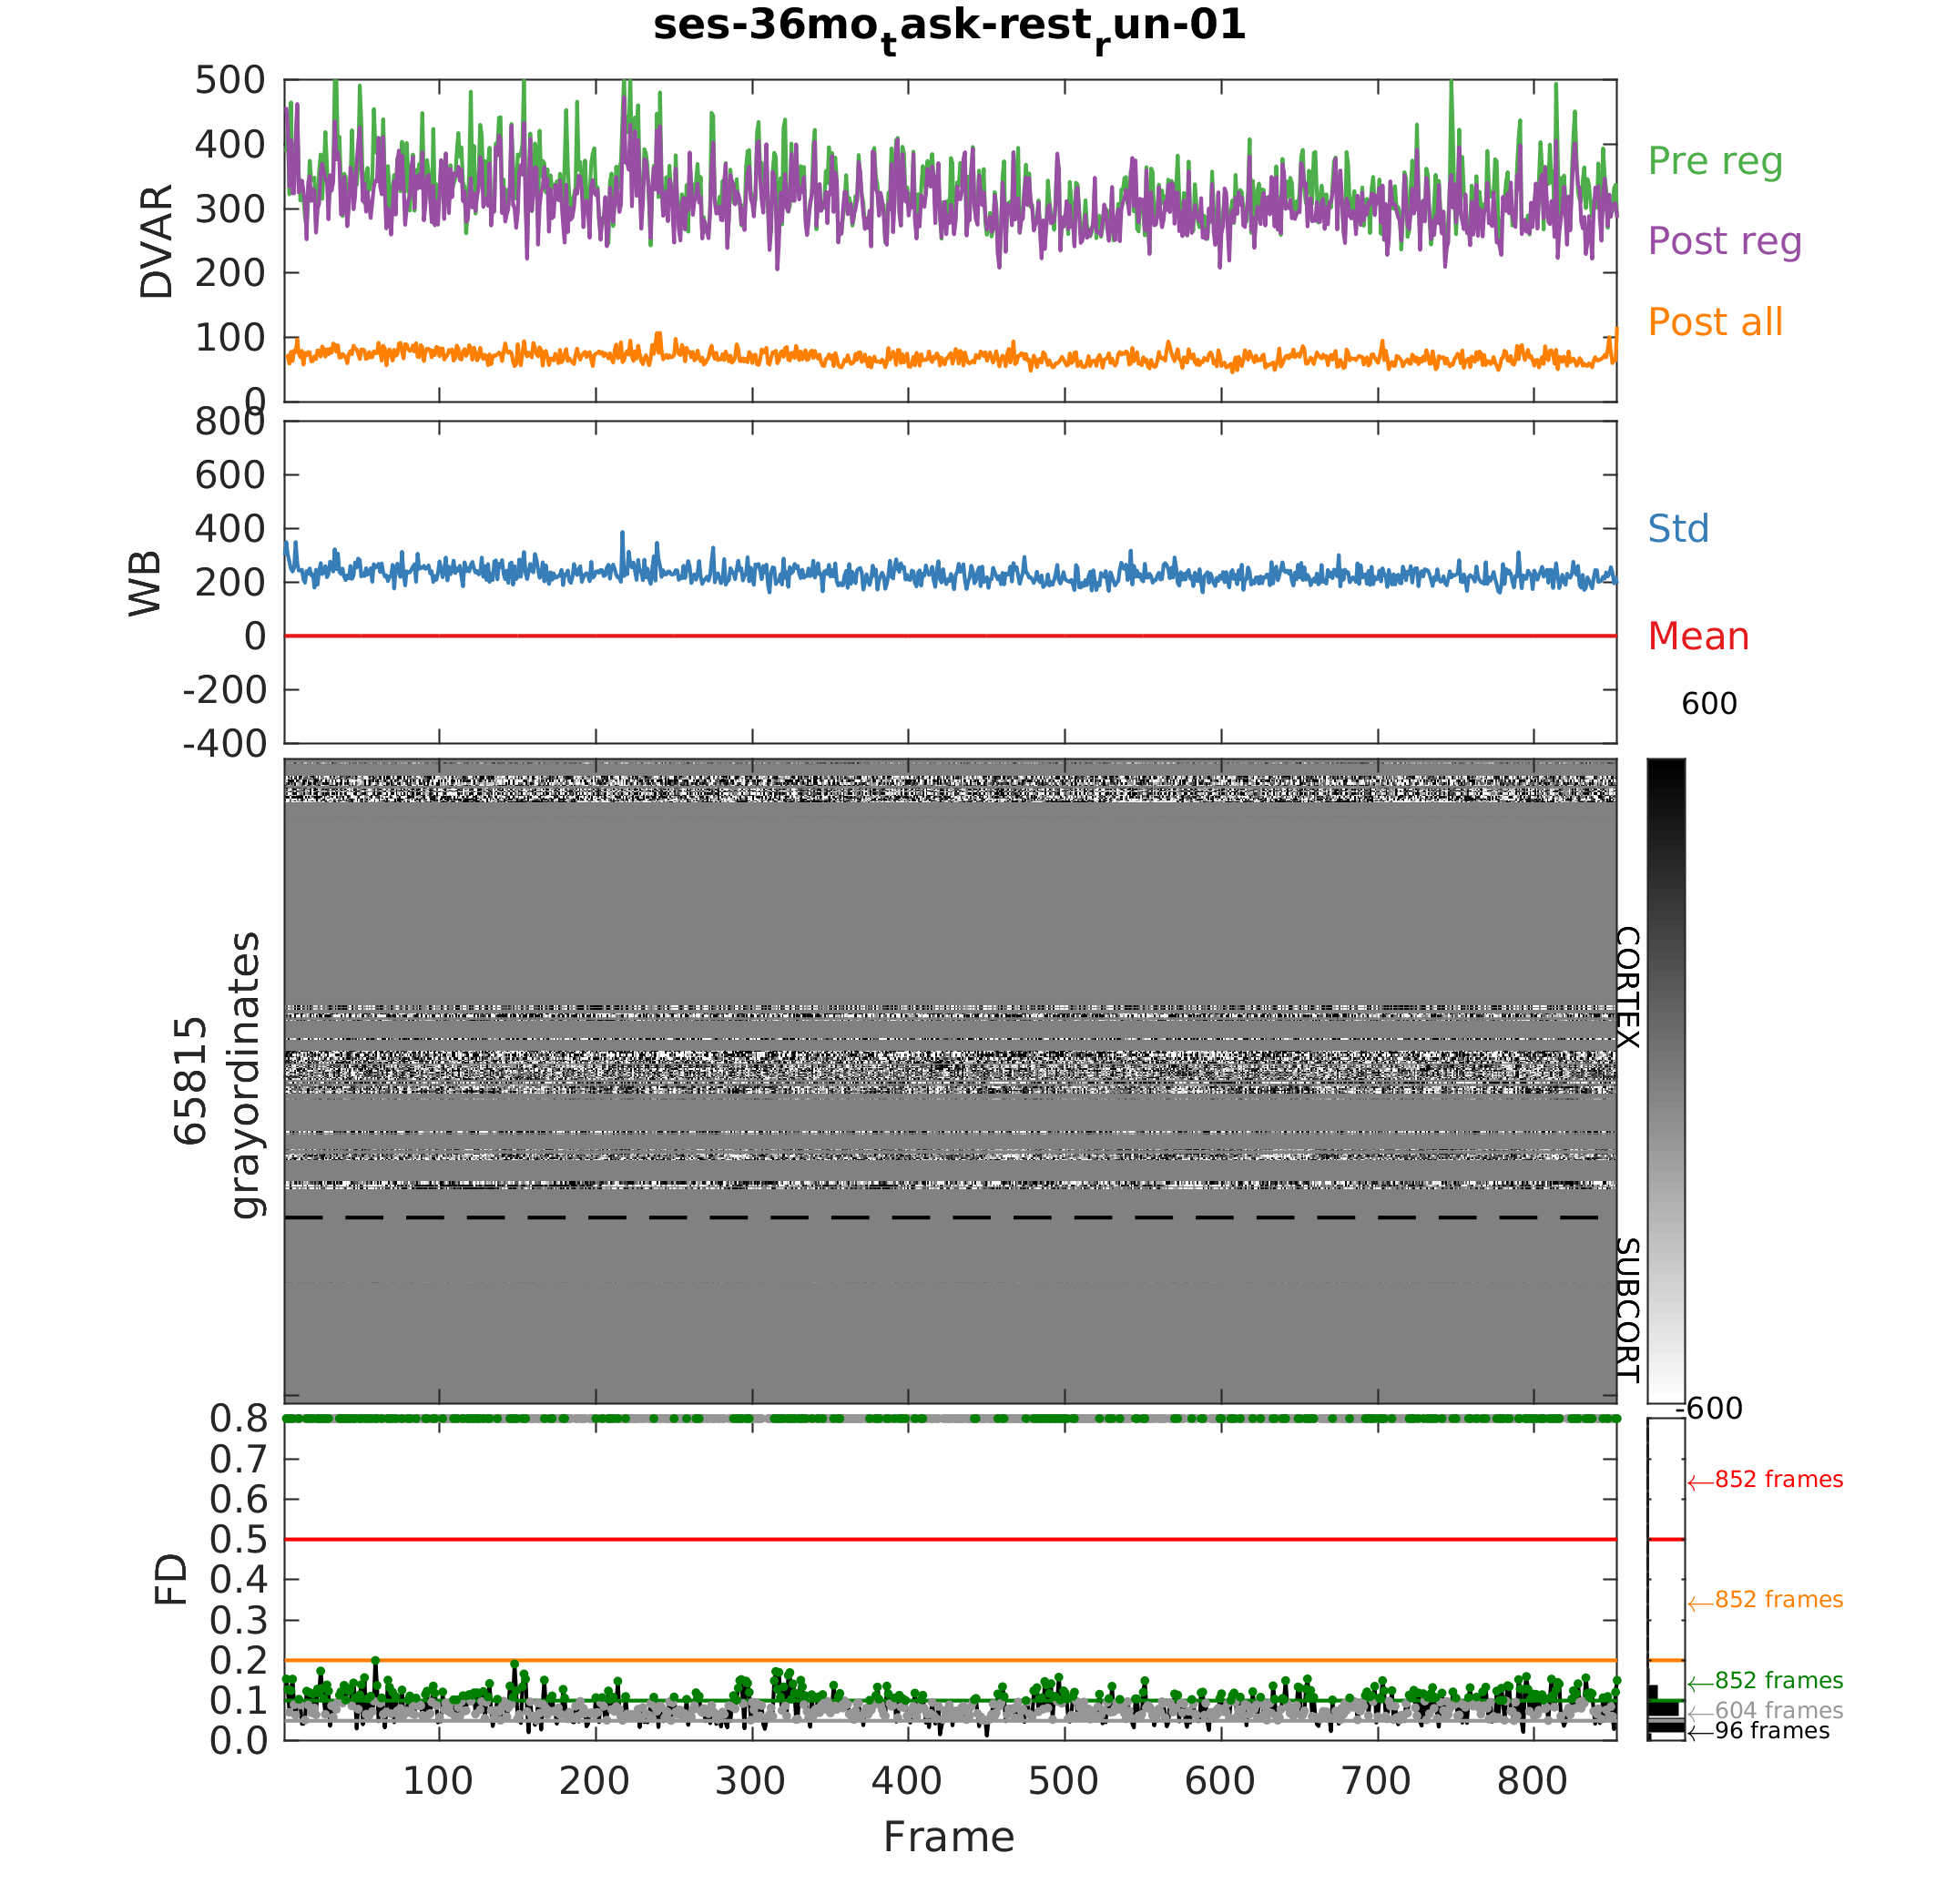 ses-36mo_task-rest_run-01
500
400
300
200
100
0
DVAR
Pre reg
Post reg
Post all
800
600
400
200
0
-200
-400
WB
Std
Mean
600
65815
grayordinates
CORTEX
SUBCORT
-600
0.8
0.7
0.6
0.5
0.4
0.3
0.2
0.1
0.0
FD
←852 frames
←852 frames
←852 frames
←604 frames
←96 frames
100 200 300 400 500 600 700 800
Frame